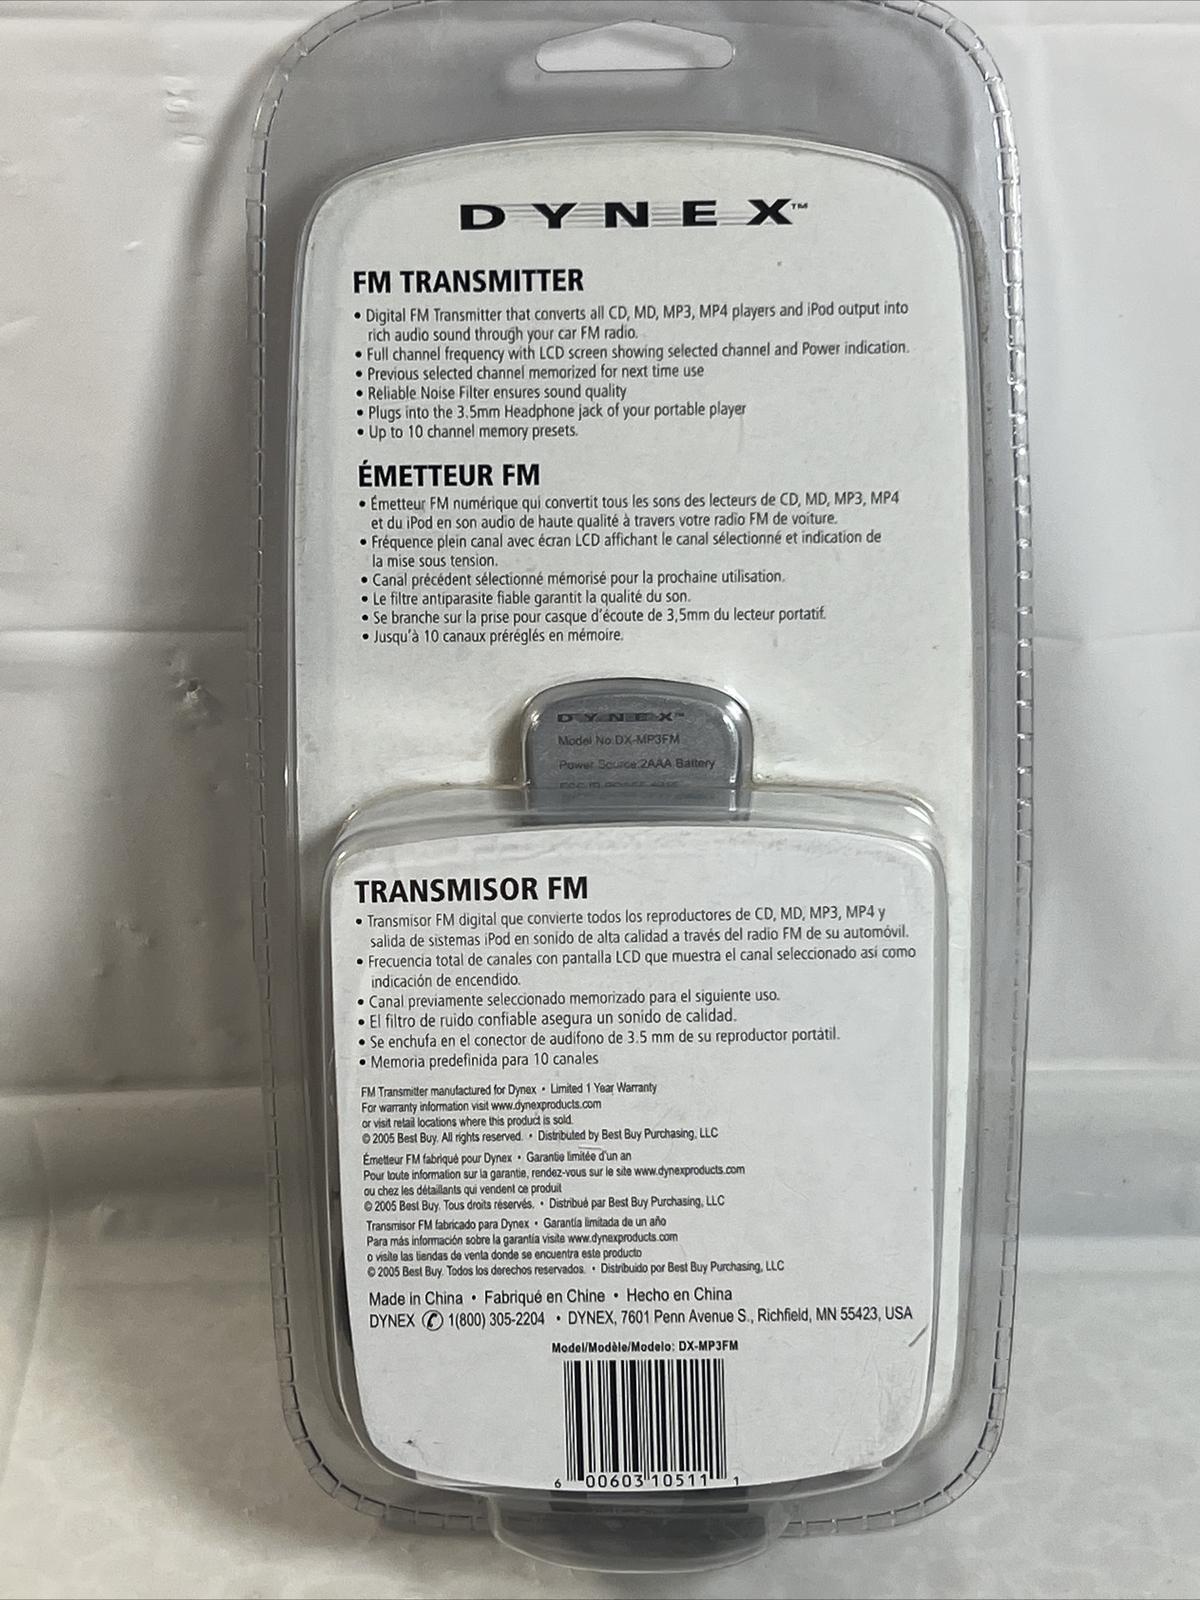 DYNEX™
FM TRANSMITTER
• Digital FM Transmitter that converts all CD, MD, MP3, MP4 players and iPod output into
rich audio sound through your car FM radio.
• Full channel frequency with LCD screen showing selected channel and Power indication.
• Previous selected channel memorized for next time use
• Reliable Noise Filter ensures sound quality
• Plugs into the 3.5mm Headphone jack of your portable player
• Up to 10 channel memory presets.
ÉMETTEUR FM
• Émetteur FM numérique qui convertit tous les sons des lecteurs de CD, MD, MP3, MP4
et du iPod en son audio de haute qualité à travers votre radio FM de voiture.
• Fréquence plein canal avec écran LCD affichant le canal sélectionné et indication de
la mise sous tension.
• Canal précédent sélectionné mémorisé pour la prochaine utilisation.
• Le filtre antiparasite fiable garantit la qualité du son.
• Se branche sur la prise pour casque d'écoute de 3,5mm du lecteur portatif.
• Jusqu'à 10 canaux préréglés en mémoire.
DYNEX™
Model No:DX-MP3FM
Power Source:2AAA Battery
TRANSMISOR FM
• Transmisor FM digital que convierte todos los reproductores de CD, MD, MP3, MP4 y
salida de sistemas iPod en sonido de alta calidad a través del radio FM de su automóvil.
• Frecuencia total de canales con pantalla LCD que muestra el canal seleccionado así como
indicación de encendido.
• Canal previamente seleccionado memorizado para el siguiente uso.
• El filtro de ruido confiable asegura un sonido de calidad.
• Se enchufa en el conector de audífono de 3.5 mm de su reproductor portátil.
• Memoria predefinida para 10 canales
FM Transmitter manufactured for Dynex • Limited 1 Year Warranty
For warranty information visit www.dynexproducts.com
or visit retail locations where this product is sold.
© 2005 Best Buy. All rights reserved. • Distributed by Best Buy Purchasing, LLC
Émetteur FM fabriqué pour Dynex • Garantie limitée d'un an
Pour toute information sur la garantie, rendez-vous sur le site www.dynexproducts.com
ou chez les détaillants qui vendent ce produit
© 2005 Best Buy. Tous droits réservés. • Distribué par Best Buy Purchasing, LLC
Transmisor FM fabricado para Dynex • Garantía limitada de un año
Para más información sobre la garantía visite www.dynexproducts.com
o visite las tiendas de venta donde se encuentra este producto
© 2005 Best Buy. Todos los derechos reservados. • Distribuido por Best Buy Purchasing, LLC
Made in China • Fabriqué en Chine • Hecho en China
DYNEX ✆ 1(800) 305-2204 • DYNEX, 7601 Penn Avenue S., Richfield, MN 55423, USA
Model/Modèle/Modelo: DX-MP3FM
6 00603 10511 1